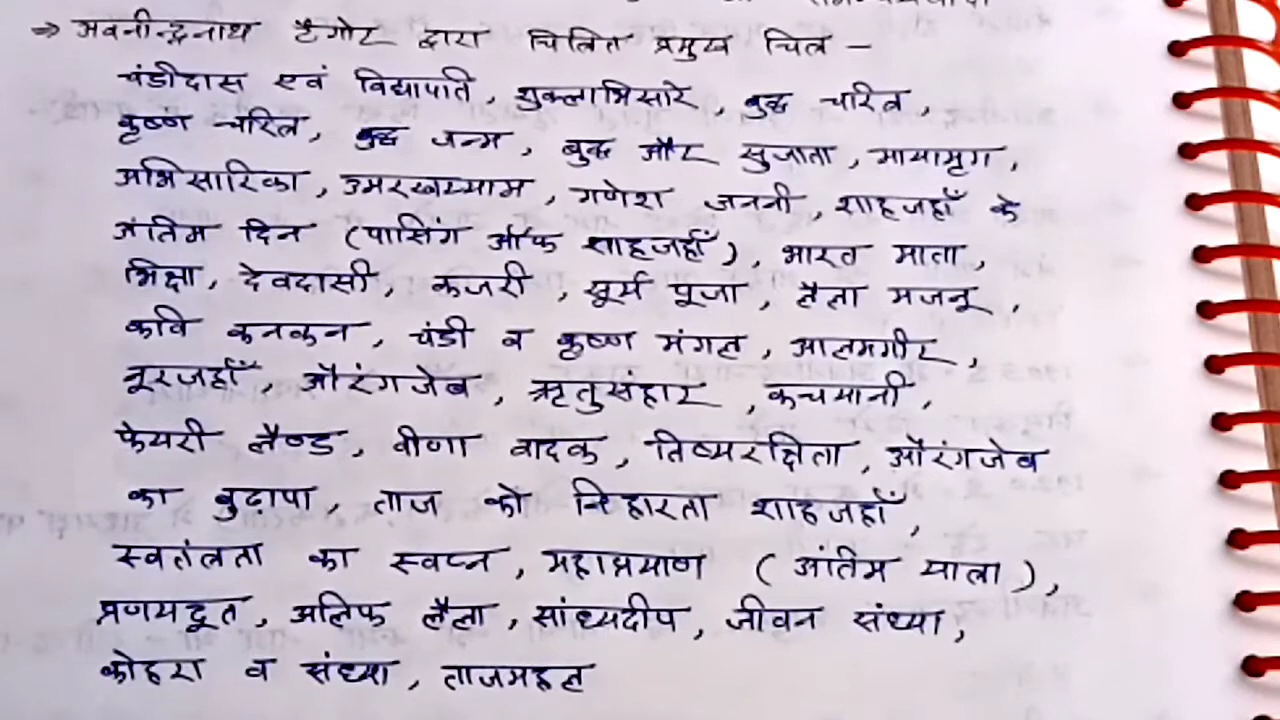 ⇒ अवनीन्द्रनाथ टैगोर द्वारा चित्रित प्रमुख चित्र –
चंडीदास एवं विद्यापति, शुक्लाभिसारे, बुद्ध चरित्र,
कृष्ण चरित्र, बुद्ध जन्म, बुद्ध और सुजाता, मायामृग,
अभिसारिका, उमरखय्याम, गणेश जननी, शाहजहाँ के
अंतिम दिन (पासिंग ऑफ शाहजहाँ), भारत माता,
भिक्षा, देवदासी, कजरी, सूर्य पूजा, लैला मजनू,
कवि कनकन, चंडी व कृष्ण मंगल, आलमगीर,
नूरजहाँ, औरंगजेब, ऋतुसंहार, कचमानी,
फेयरी लैण्ड, वीणा वादक, तिष्यरक्षिता, औरंगजेब
का बुढ़ापा, ताज को निहारता शाहजहाँ,
स्वतंत्रता का स्वप्न, महाप्रयाण (अंतिम यात्रा),
प्रणयदूत, अलिफ लैला, सांध्यदीप, जीवन संध्या,
कोहरा व संध्या, ताजमहल